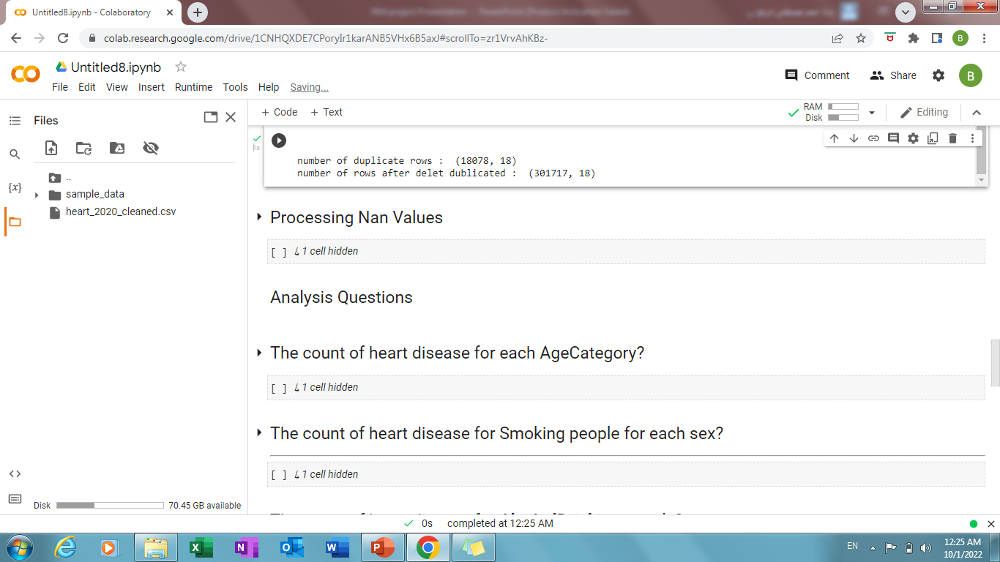 Untitled8.ipynb - Colaboratory
colab.research.google.com/drive/1CNHQXDE7CPoryIr1karANB5VHx6B5axJ#scrollTo=zr1VrvAhKBz-
B
Untitled8.ipynb
File Edit View Insert Runtime Tools Help Saving...
Comment Share B
Files
+ Code + Text
RAM
Disk
Editing
number of duplicate rows : (18078, 18)
number of rows after delet dublicated : (301717, 18)
..
sample_data
heart_2020_cleaned.csv
{x}
Processing Nan Values
[ ] ↳ 1 cell hidden
Analysis Questions
The count of heart disease for each AgeCategory?
[ ] ↳ 1 cell hidden
The count of heart disease for Smoking people for each sex?
[ ] ↳ 1 cell hidden
Disk 70.45 GB available
0s completed at 12:25 AM
EN
12:25 AM
10/1/2022